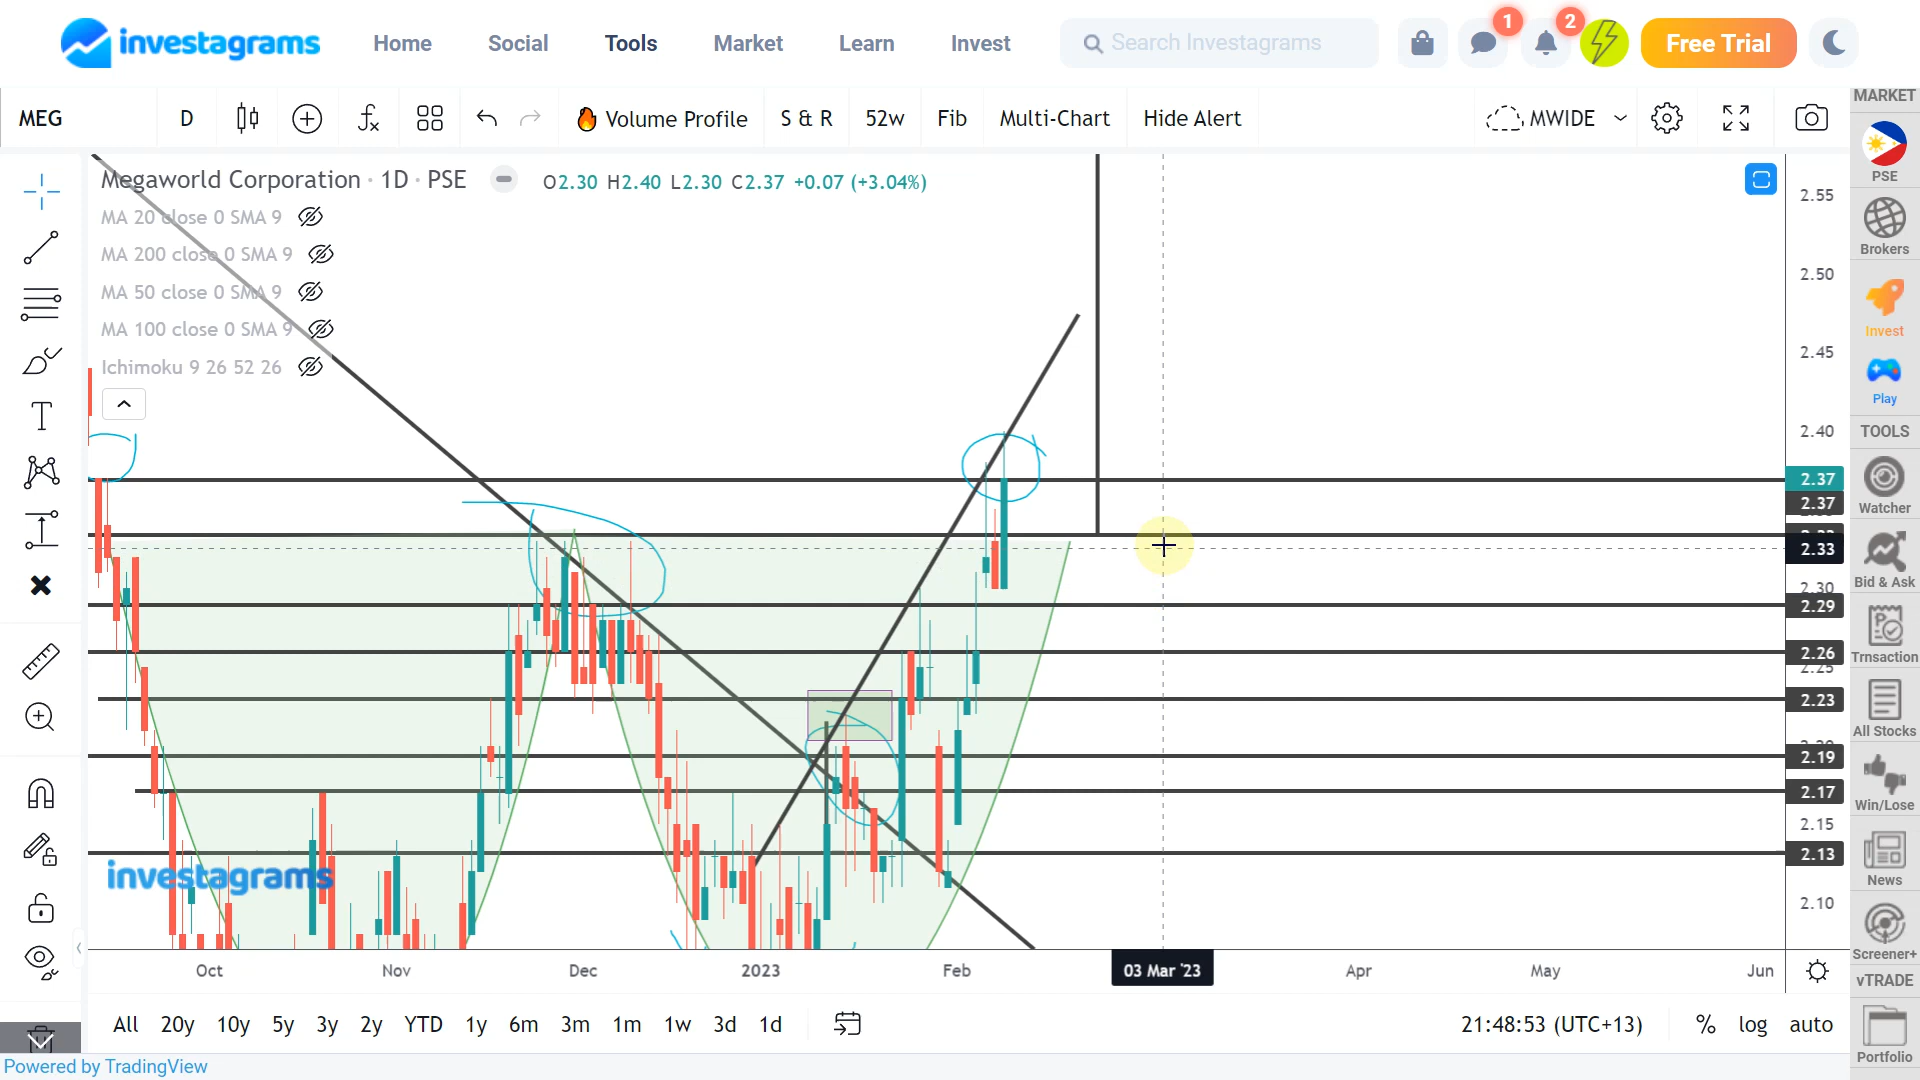 investagrams
Home Social Tools Market Learn Invest
Search Investagrams
1
2
Free Trial
MEG D Volume Profile S & R 52w Fib Multi-Chart Hide Alert MWIDE
Megaworld Corporation · 1D · PSE O2.30 H2.40 L2.30 C2.37 +0.07 (+3.04%)
MA 20 close 0 SMA 9
MA 200 close 0 SMA 9
MA 50 close 0 SMA 9
MA 100 close 0 SMA 9
Ichimoku 9 26 52 26
2.55
2.50
2.45
2.40
2.37
2.37
2.33
2.30
2.29
2.26
2.25
2.23
2.19
2.17
2.15
2.13
2.10
investagrams
Oct Nov Dec 2023 Feb 03 Mar '23 Apr May Jun
All 20y 10y 5y 3y 2y YTD 1y 6m 3m 1m 1w 3d 1d
21:48:53 (UTC+13) % log auto
Powered by TradingView
MARKET
PSE
Brokers
Invest
Play
TOOLS
Watcher
Bid & Ask
Trnsaction
All Stocks
Win/Lose
News
Screener+
vTRADE
Portfolio